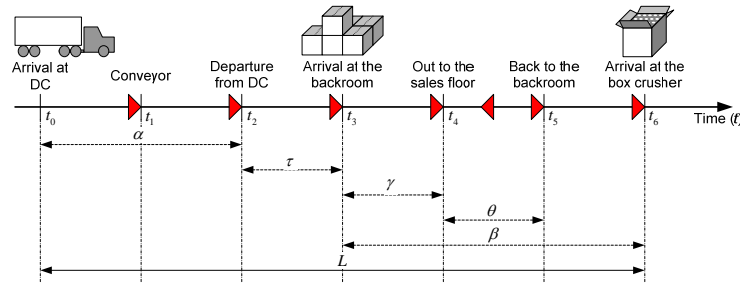 Arrival at
DC
Conveyor
Departure
from DC
Arrival at the
backroom
Out to the
sales floor
Back to the
backroom
Arrival at the
box crusher
t0
t1
t2
t3
t4
t5
t6
Time (t)
α
τ
γ
θ
β
L